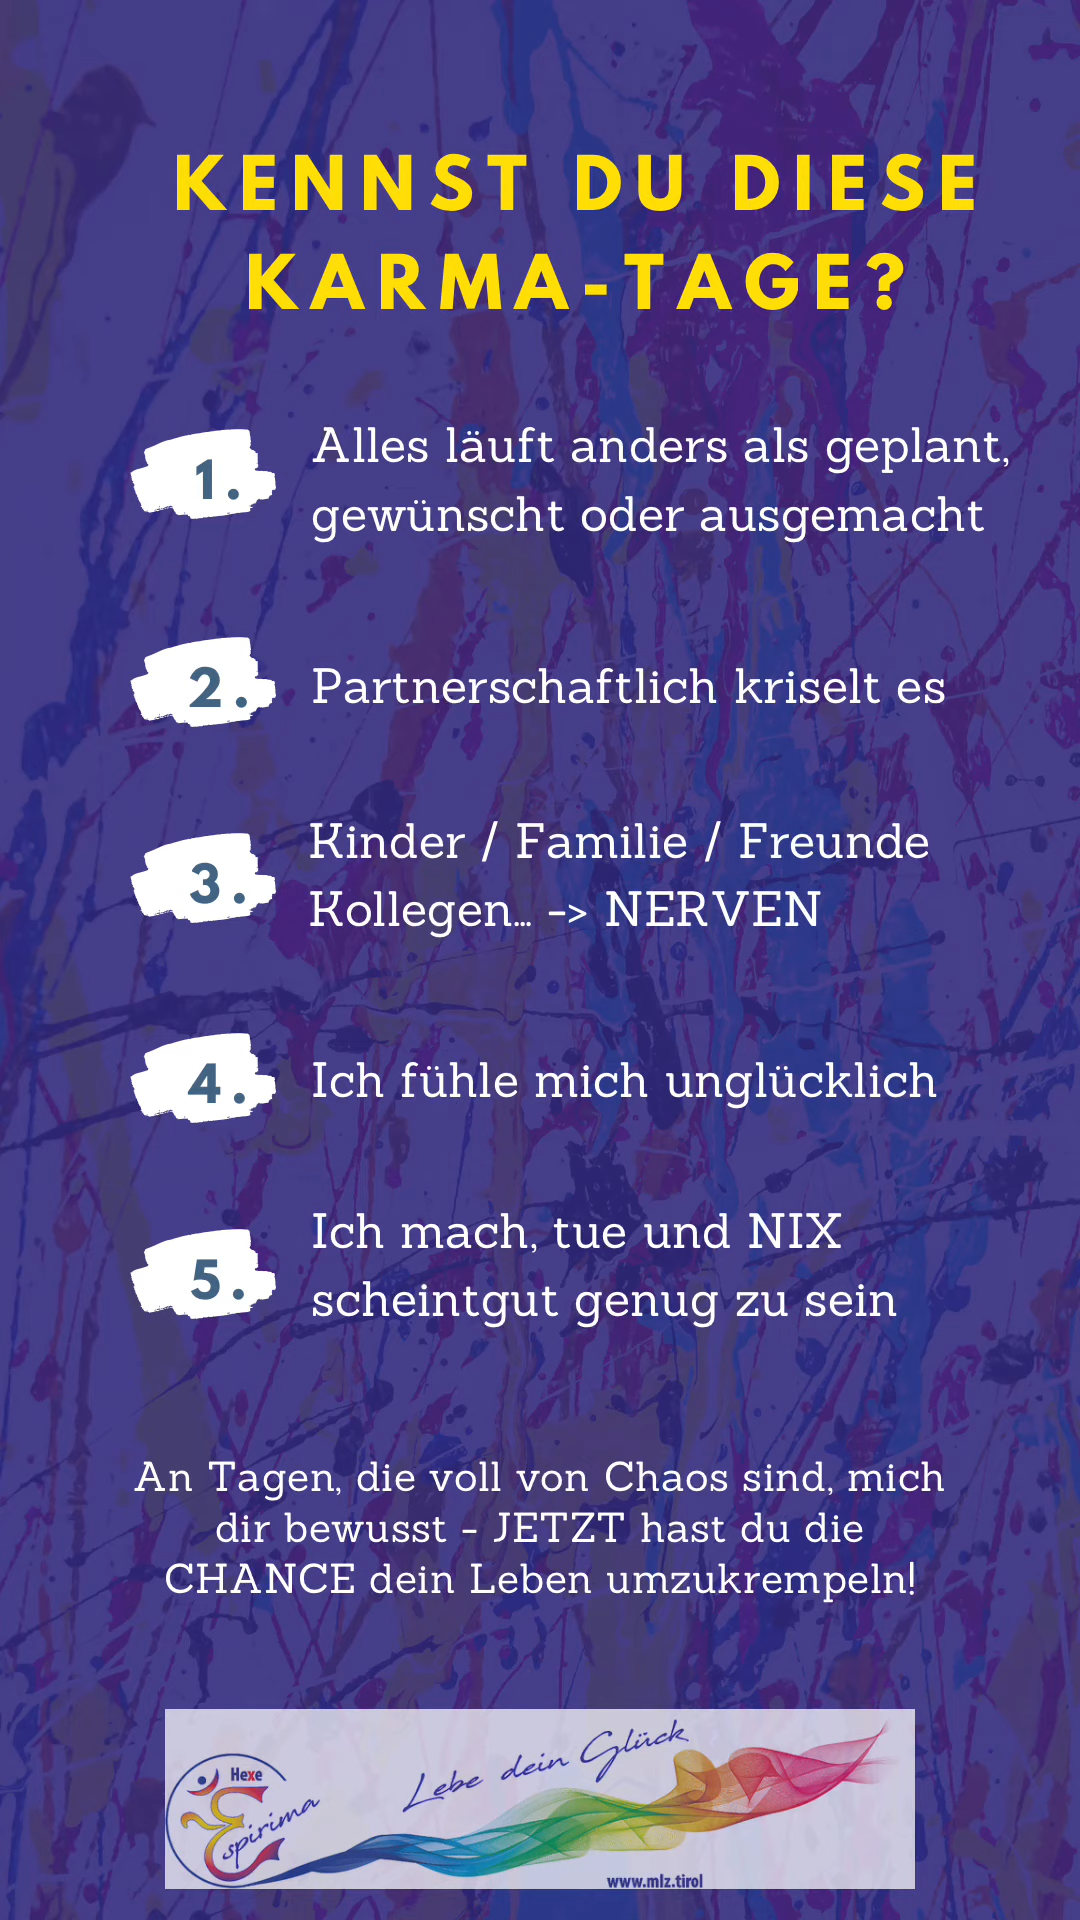 KENNST DU DIESE
KARMA-TAGE?
1.
Alles läuft anders als geplant,
gewünscht oder ausgemacht
2.
Partnerschaftlich kriselt es
3.
Kinder / Familie / Freunde
Kollegen... -> NERVEN
4.
Ich fühle mich unglücklich
5.
Ich mach, tue und NIX
scheintgut genug zu sein
An Tagen, die voll von Chaos sind, mich
dir bewusst - JETZT hast du die
CHANCE dein Leben umzukrempeln!
Lebe dein Glück
Hexe
Espirima
www.mlz.tirol